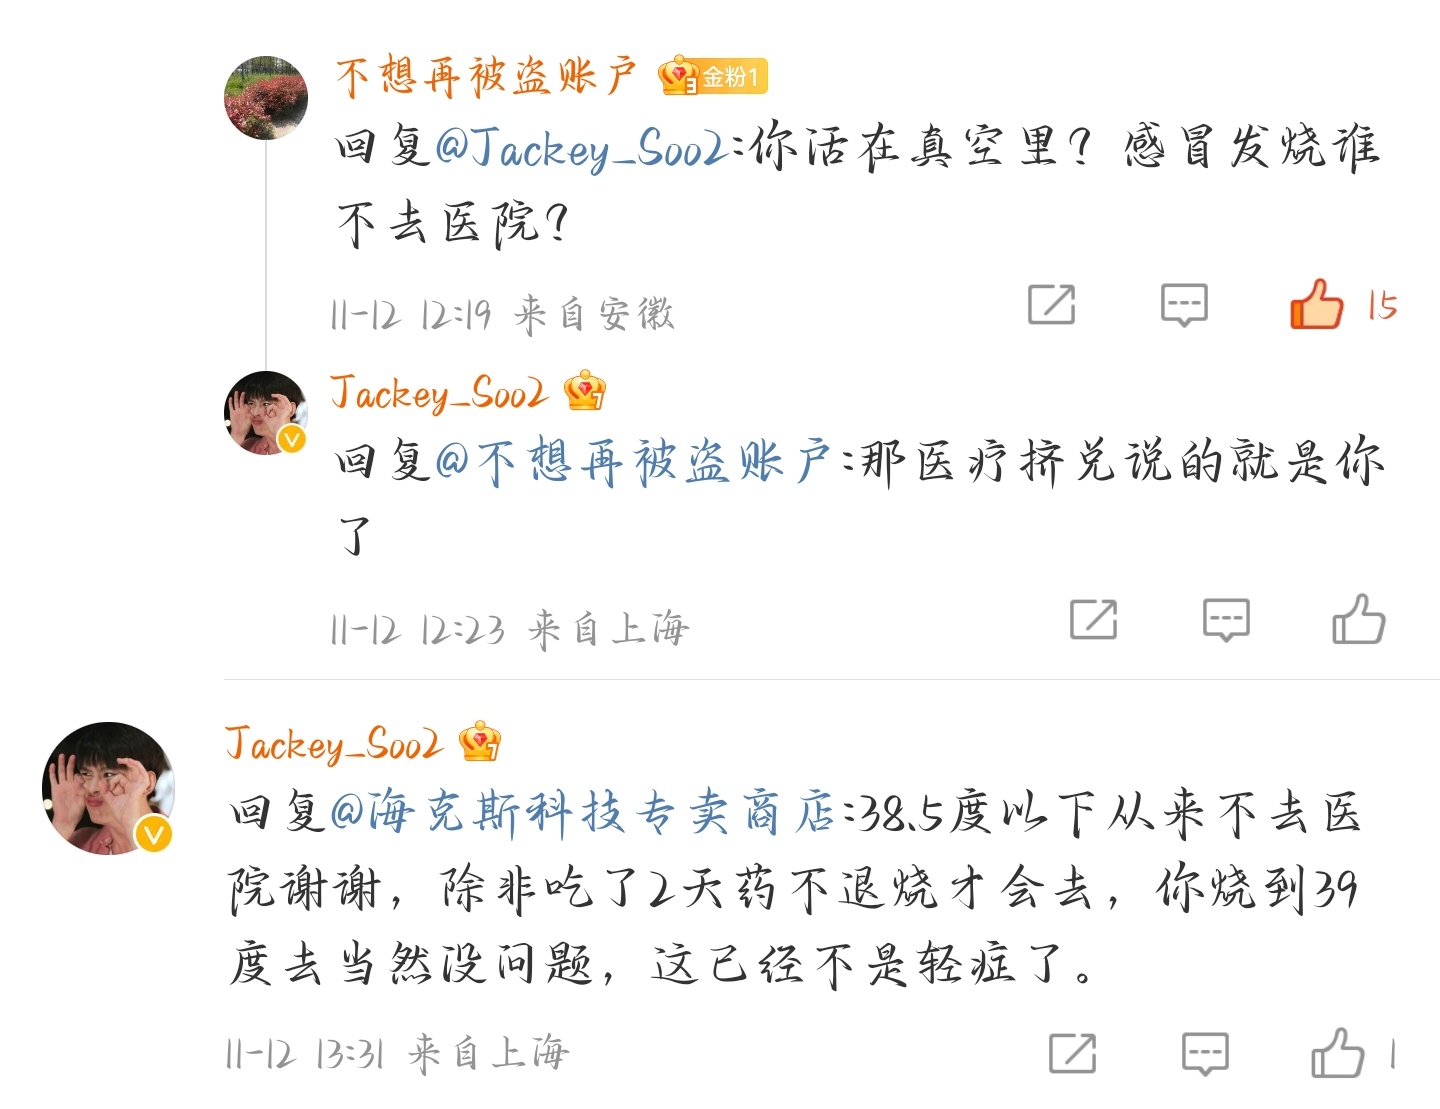 不想再被盗账户 3 金粉1
回复@Jackey_Soo2:你活在真空里？感冒发烧谁
不去医院？
11-12 12:19 来自安徽 15
Jackey_Soo2 7
回复@不想再被盗账户:那医疗挤兑说的就是你
了
11-12 12:23 来自上海
Jackey_Soo2 7
回复@海克斯科技专卖商店:38.5度以下从来不去医
院谢谢，除非吃了2天药不退烧才会去，你烧到39
度去当然没问题，这已经不是轻症了。
11-12 13:31 来自上海 1